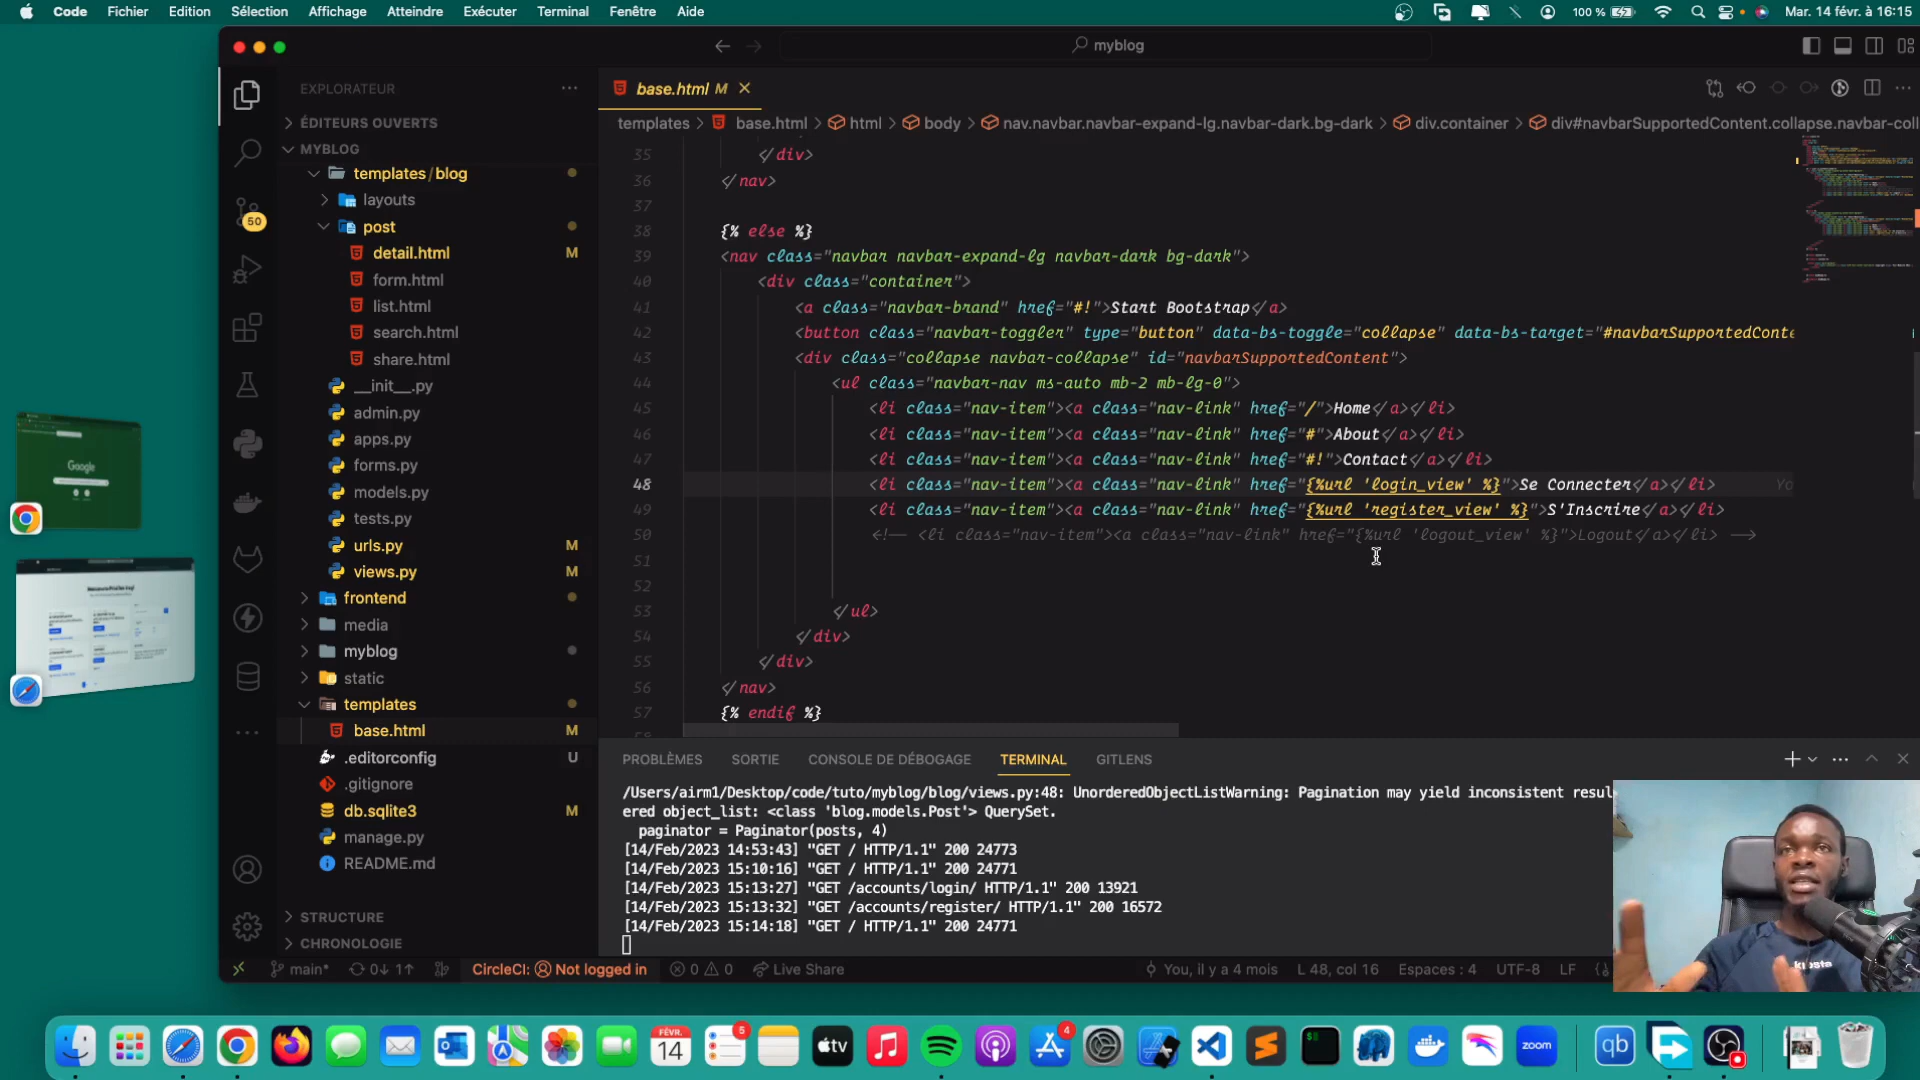 Code Fichier Edition Sélection Affichage Atteindre Exécuter Terminal Fenêtre Aide 100 % Mar. 14 févr. à 16:15
myblog
EXPLORATEUR
ÉDITEURS OUVERTS
MYBLOG
templates/blog
layouts
post
detail.html M
form.html
list.html
search.html
share.html
__init__.py
admin.py
apps.py
forms.py
models.py
tests.py
urls.py M
views.py M
frontend
media
myblog
static
templates
base.html M
.editorconfig U
.gitignore
db.sqlite3 M
manage.py
README.md
STRUCTURE
CHRONOLOGIE
50
base.html M
templates > base.html > html > body > nav.navbar.navbar-expand-lg.navbar-dark.bg-dark > div.container > div#navbarSupportedContent.collapse.navbar-coll
35 </div>
36 </nav>
37
38 {% else %}
39 <nav class="navbar navbar-expand-lg navbar-dark bg-dark">
40 <div class="container">
41 <a class="navbar-brand" href="#!">Start Bootstrap</a>
42 <button class="navbar-toggler" type="button" data-bs-toggle="collapse" data-bs-target="#navbarSupportedConte
43 <div class="collapse navbar-collapse" id="navbarSupportedContent">
44 <ul class="navbar-nav ms-auto mb-2 mb-lg-0">
45 <li class="nav-item"><a class="nav-link" href="/">Home</a></li>
46 <li class="nav-item"><a class="nav-link" href="#">About</a></li>
47 <li class="nav-item"><a class="nav-link" href="#!">Contact</a></li>
48 <li class="nav-item"><a class="nav-link" href="{%url 'login_view' %}">Se Connecter</a></li> Yo
49 <li class="nav-item"><a class="nav-link" href="{%url 'register_view' %}">S'Inscrire</a></li>
50 <!-- <li class="nav-item"><a class="nav-link" href="{%url 'logout_view' %}">Logout</a></li> -->
51
52
53 </ul>
54 </div>
55 </div>
56 </nav>
57 {% endif %}
PROBLÈMES SORTIE CONSOLE DE DÉBOGAGE TERMINAL GITLENS
/Users/airm1/Desktop/code/tuto/myblog/blog/views.py:48: UnorderedObjectListWarning: Pagination may yield inconsistent resul
ered object_list: <class 'blog.models.Post'> QuerySet.
paginator = Paginator(posts, 4)
[14/Feb/2023 14:53:43] "GET / HTTP/1.1" 200 24773
[14/Feb/2023 15:10:16] "GET / HTTP/1.1" 200 24771
[14/Feb/2023 15:13:27] "GET /accounts/login/ HTTP/1.1" 200 13921
[14/Feb/2023 15:13:32] "GET /accounts/register/ HTTP/1.1" 200 16572
[14/Feb/2023 15:14:18] "GET / HTTP/1.1" 200 24771
main* 0↓ 1↑ CircleCI: Not logged in 0 0 Live Share You, il y a 4 mois L 48, col 16 Espaces : 4 UTF-8 LF
Google
FÉVR.
14
5
tv
4
zoom
qb